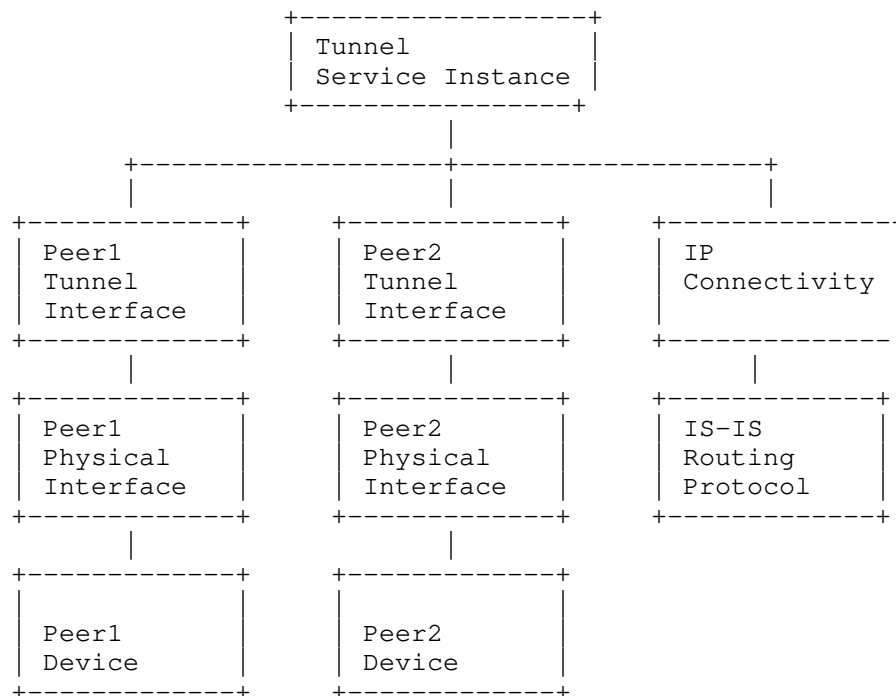 Tunnel
Service Instance
Peer1
Tunnel
Interface
Peer2
Tunnel
Interface
IP
Connectivity
Peer1
Physical
Interface
Peer2
Physical
Interface
IS-IS
Routing
Protocol
Peer1
Device
Peer2
Device